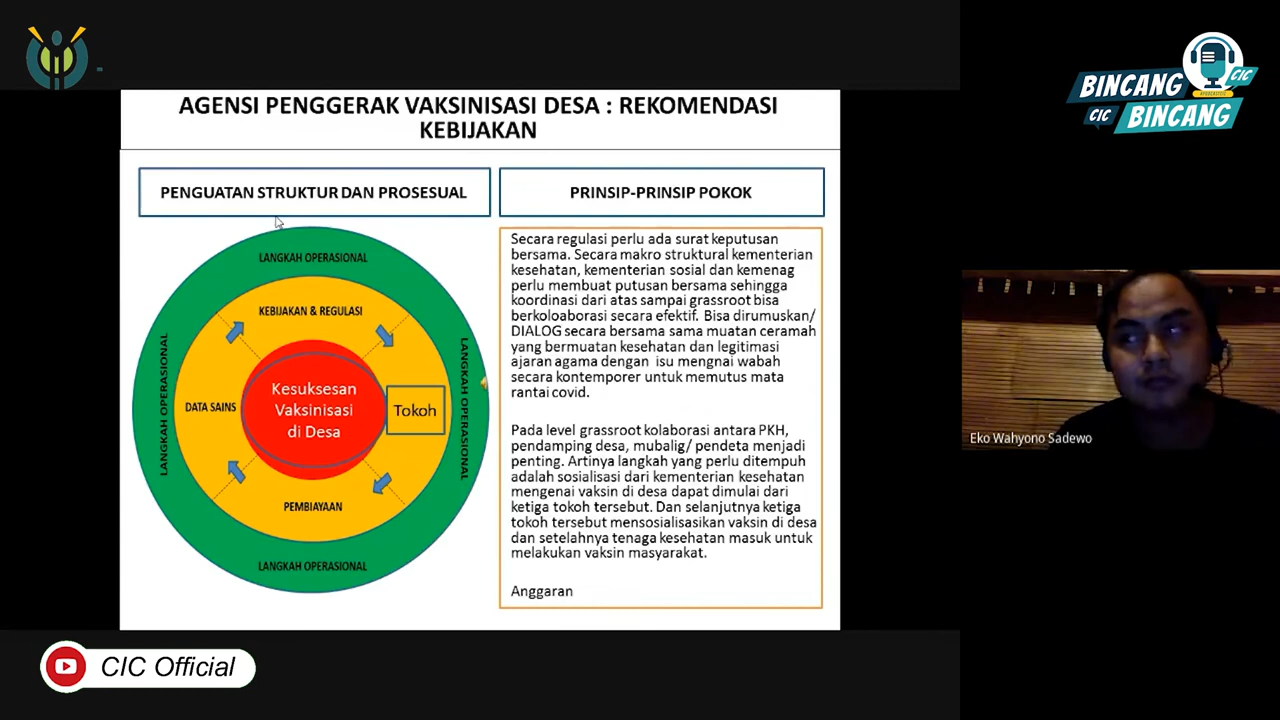 BINCANG
CIC
#PODCASTCIC
CIC
BINCANG
AGENSI PENGGERAK VAKSINISASI DESA : REKOMENDASI
KEBIJAKAN
PENGUATAN STRUKTUR DAN PROSESUAL
PRINSIP-PRINSIP POKOK
LANGKAH OPERASIONAL
KEBIJAKAN & REGULASI
LANGKAH OPERASIONAL
DATA SAINS
Kesuksesan
Vaksinisasi
di Desa
Tokoh
LANGKAH OPERASIONAL
PEMBIAYAAN
LANGKAH OPERASIONAL
Secara regulasi perlu ada surat keputusan
bersama. Secara makro struktural kementerian
kesehatan, kementerian sosial dan kemenag
perlu membuat putusan bersama sehingga
koordinasi dari atas sampai grassroot bisa
berkoloaborasi secara efektif. Bisa dirumuskan/
DIALOG secara bersama sama muatan ceramah
yang bermuatan kesehatan dan legitimasi
ajaran agama dengan isu mengnai wabah
secara kontemporer untuk memutus mata
rantai covid.
Pada level grassroot kolaborasi antara PKH,
pendamping desa, mubalig/ pendeta menjadi
penting. Artinya langkah yang perlu ditempuh
adalah sosialisasi dari kementerian kesehatan
mengenai vaksin di desa dapat dimulai dari
ketiga tokoh tersebut. Dan selanjutnya ketiga
tokoh tersebut mensosialisasikan vaksin di desa
dan setelahnya tenaga kesehatan masuk untuk
melakukan vaksin masyarakat.
Anggaran
Eko Wahyono Sadewo
CIC Official